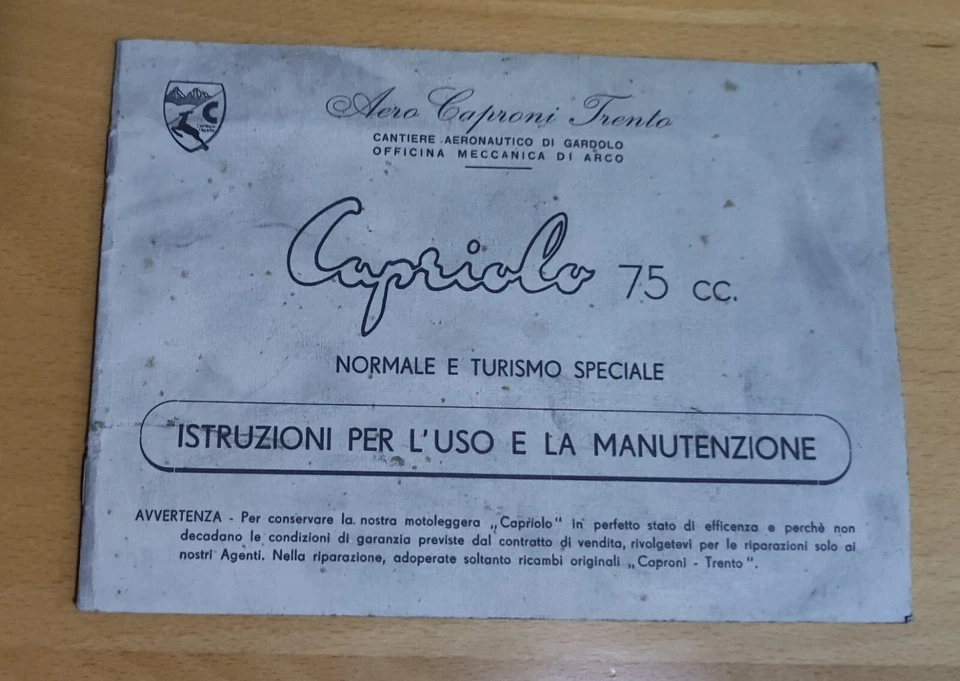 C
CAPRONI
TRENTO
Aero Caproni Trento
CANTIERE AERONAUTICO DI GARDOLO
OFFICINA MECCANICA DI ARCO
Capriolo 75 cc.
NORMALE E TURISMO SPECIALE
ISTRUZIONI PER L'USO E LA MANUTENZIONE
AVVERTENZA - Per conservare la nostra motoleggera „Capriolo" in perfetto stato di efficenza e perchè non
decadano le condizioni di garanzia previste dal contratto di vendita, rivolgetevi per le riparazioni solo ai
nostri Agenti. Nella riparazione, adoperate soltanto ricambi originali „Caproni - Trento".